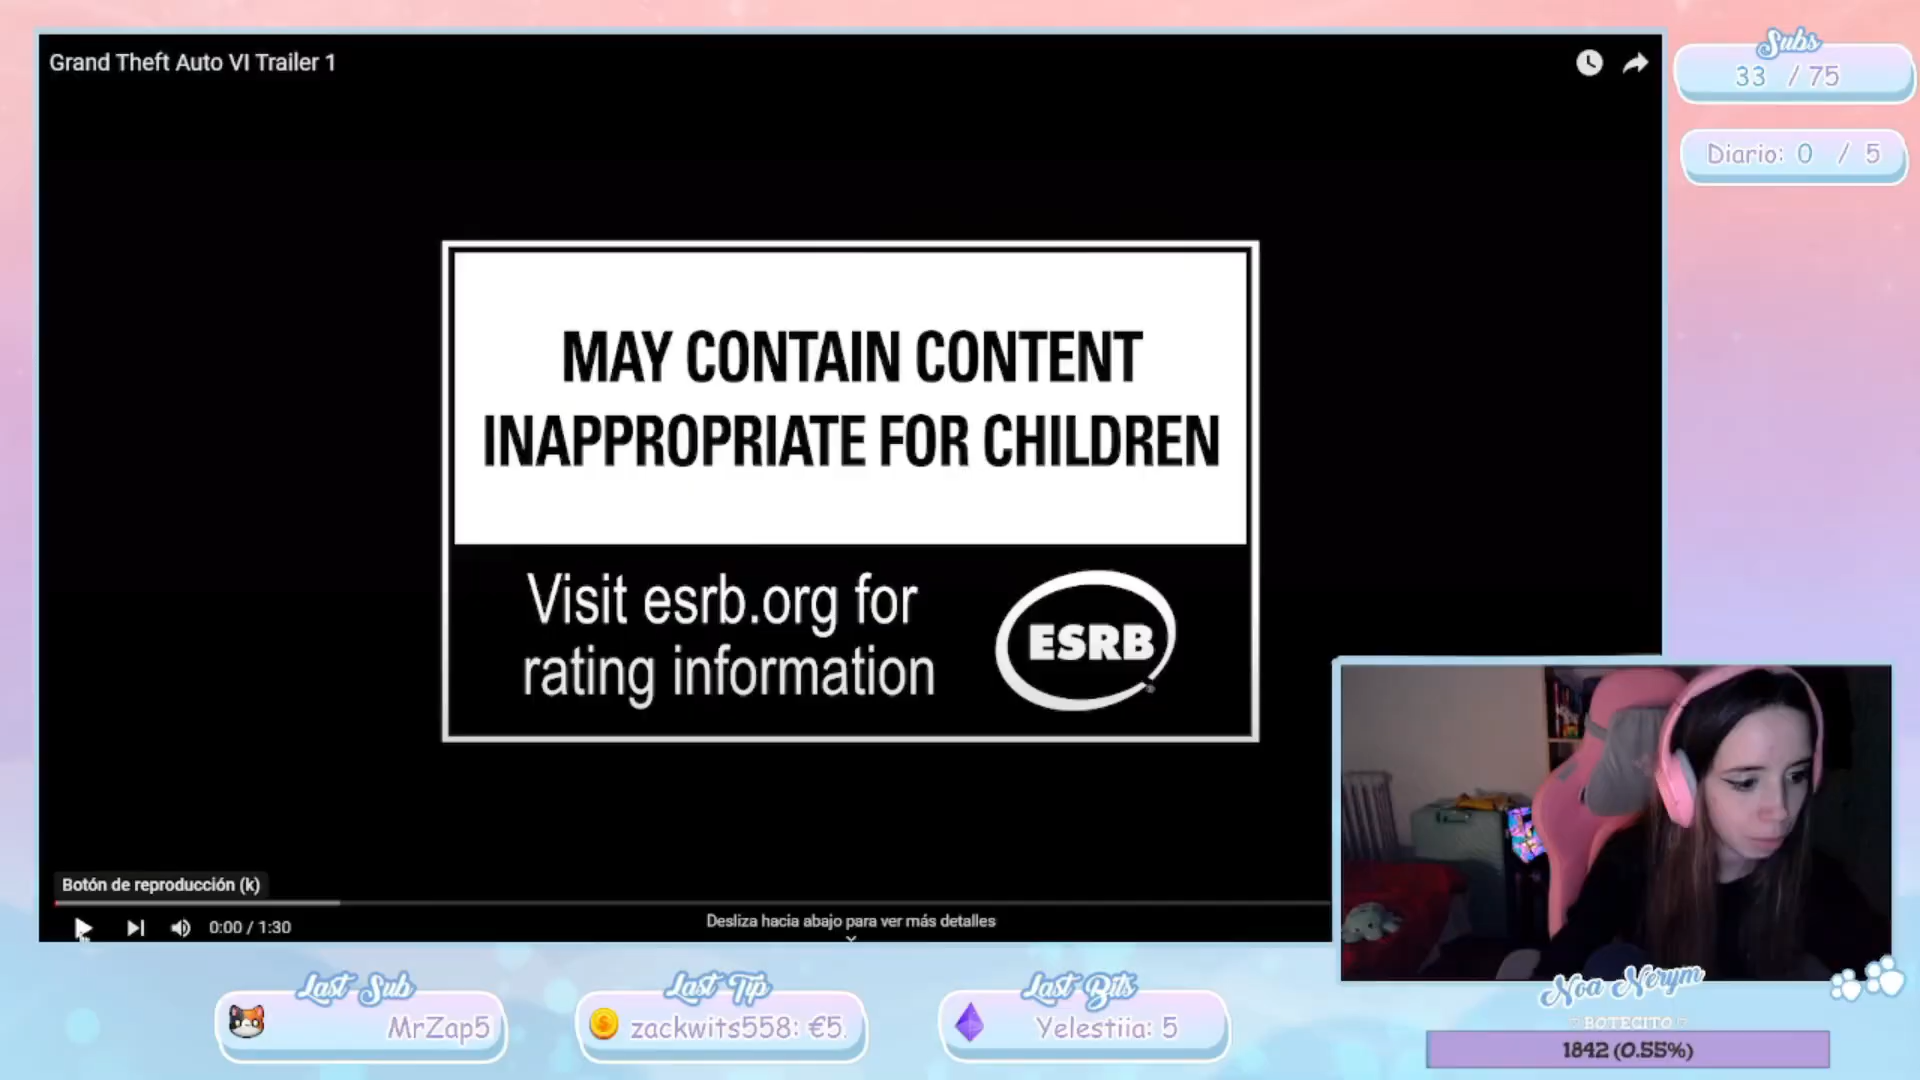 Grand Theft Auto VI Trailer 1
Subs
33 / 75
Diario: 0 / 5
MAY CONTAIN CONTENT
INAPPROPRIATE FOR CHILDREN
Visit esrb.org for
rating information
ESRB
Botón de reproducción (k)
0:00 / 1:30
Desliza hacia abajo para ver más detalles
Last Sub
MrZap5
Last Tip
zackwits558: €5.
Last Bits
Yelestiia: 5
Noa Nerym
BOTECITO
1842 (0.55%)